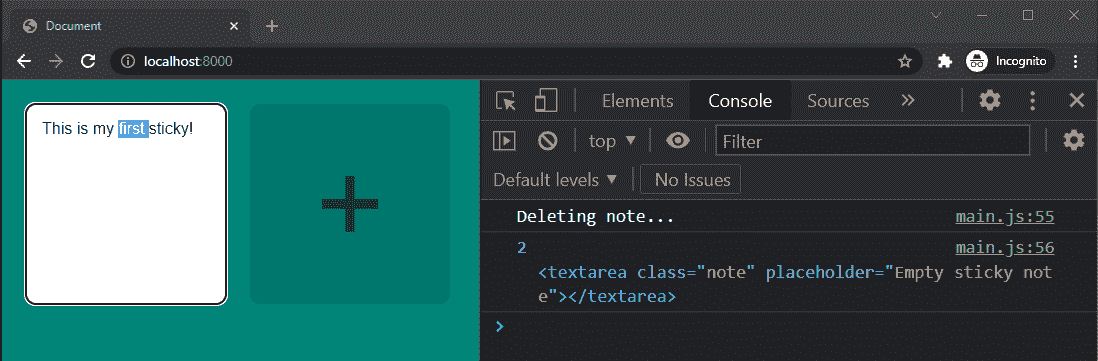 Document
localhost:8000
Incognito
This is my first sticky!
Elements Console Sources
top Filter
Default levels No Issues
Deleting note... main.js:55
2 main.js:56
<textarea class="note" placeholder="Empty sticky not
e"></textarea>